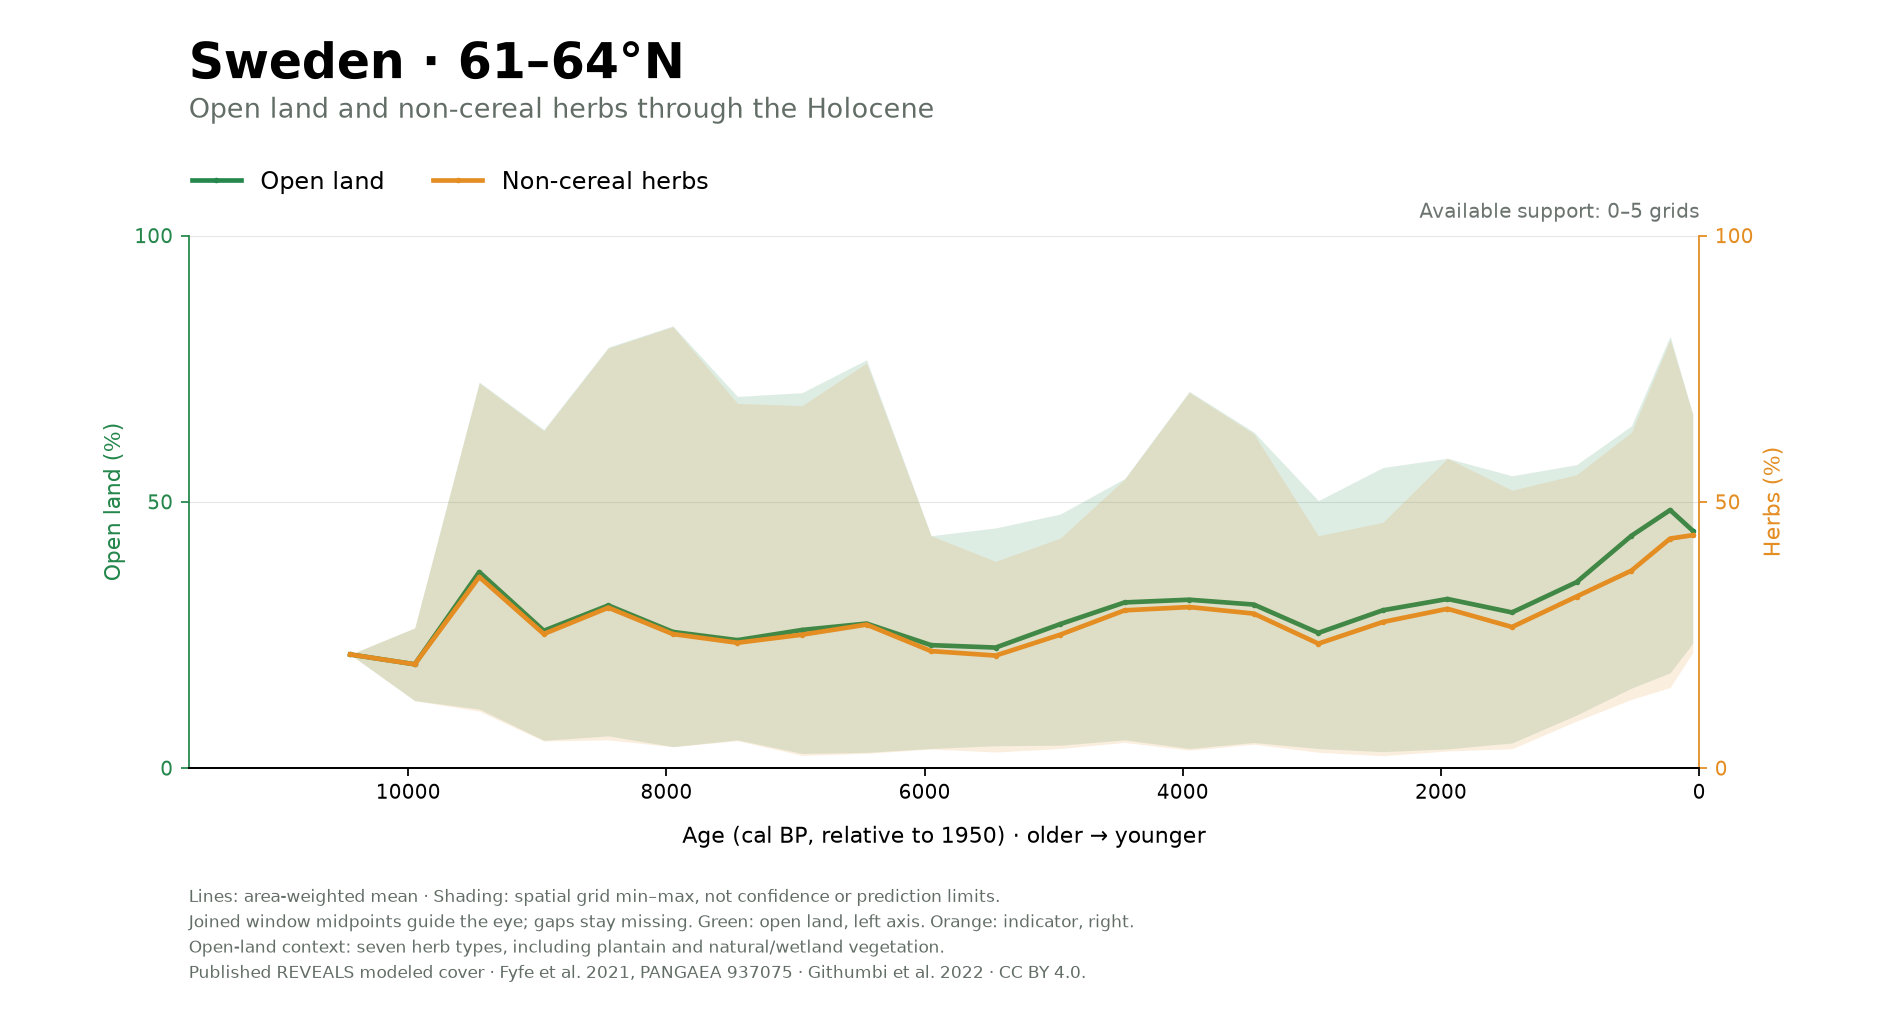 Sweden · 61–64°N
Open land and non-cereal herbs through the Holocene
Open land
Non-cereal herbs
Available support: 0–5 grids
100
50
0
Open land (%)
100
50
0
Herbs (%)
10000
8000
6000
4000
2000
0
Age (cal BP, relative to 1950) · older → younger
Lines: area-weighted mean · Shading: spatial grid min–max, not confidence or prediction limits.
Joined window midpoints guide the eye; gaps stay missing. Green: open land, left axis. Orange: indicator, right.
Open-land context: seven herb types, including plantain and natural/wetland vegetation.
Published REVEALS modeled cover · Fyfe et al. 2021, PANGAEA 937075 · Githumbi et al. 2022 · CC BY 4.0.